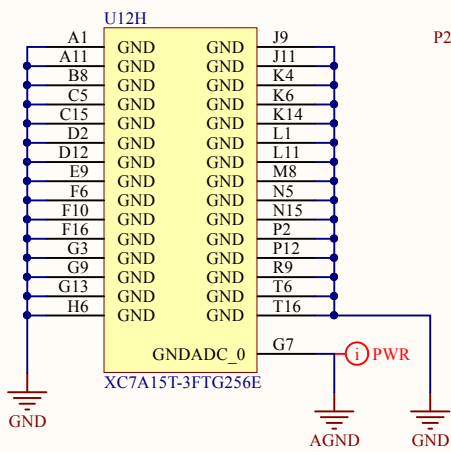 U12H
P2
A1 GND GND J9
A11 GND GND J11
B8 GND GND K4
C5 GND GND K6
C15 GND GND K14
D2 GND GND L1
D12 GND GND L11
E9 GND GND M8
F6 GND GND N5
F10 GND GND N15
F16 GND GND P2
G3 GND GND P12
G9 GND GND R9
G13 GND GND T6
H6 GND GND T16
GNDADC_0 G7 i PWR
XC7A15T-3FTG256E
GND AGND GND